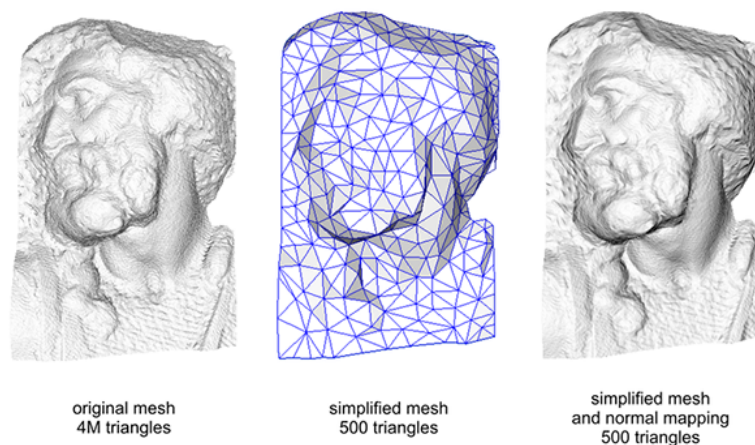 original mesh
4M triangles
simplified mesh
500 triangles
simplified mesh
and normal mapping
500 triangles